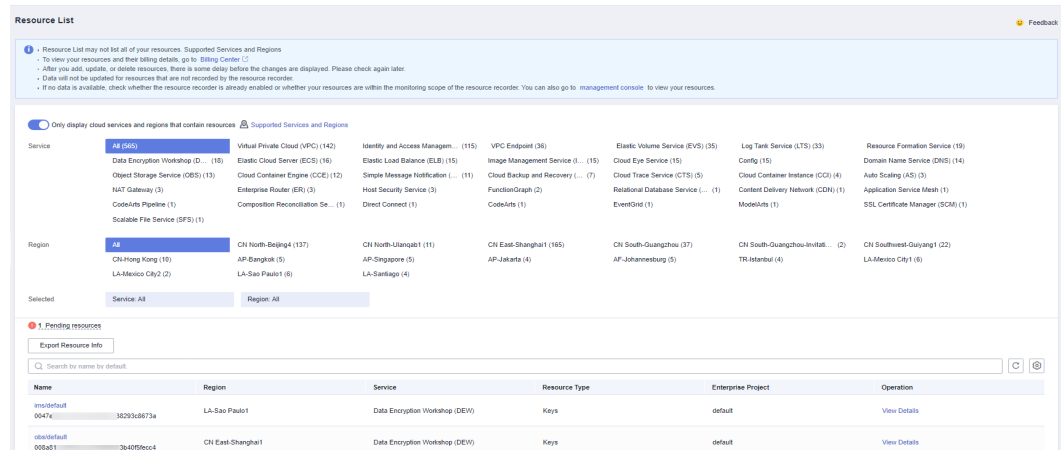 Resource List
Feedback
Resource List may not list all of your resources. Supported Services and Regions
To view your resources and their billing details, go to Billing Center
After you add, update, or delete resources, there is some delay before the changes are displayed. Please check again later.
Data will not be updated for resources that are not recorded by the resource recorder.
If no data is available, check whether the resource recorder is already enabled or whether your resources are within the monitoring scope of the resource recorder. You can also go to management console to view your resources.
Only display cloud services and regions that contain resources Supported Services and Regions
Service All (565) Virtual Private Cloud (VPC) (142) Identity and Access Managem... (115) VPC Endpoint (36) Elastic Volume Service (EVS) (35) Log Tank Service (LTS) (33) Resource Formation Service (19)
Data Encryption Workshop (D... (18) Elastic Cloud Server (ECS) (16) Elastic Load Balance (ELB) (15) Image Management Service (I... (15) Cloud Eye Service (15) Config (15) Domain Name Service (DNS) (14)
Object Storage Service (OBS) (13) Cloud Container Engine (CCE) (12) Simple Message Notification (... (11) Cloud Backup and Recovery (... (7) Cloud Trace Service (CTS) (5) Cloud Container Instance (CCI) (4) Auto Scaling (AS) (3)
NAT Gateway (3) Enterprise Router (ER) (3) Host Security Service (3) FunctionGraph (2) Relational Database Service (... (1) Content Delivery Network (CDN) (1) Application Service Mesh (1)
CodeArts Pipeline (1) Composition Reconciliation Se... (1) Direct Connect (1) CodeArts (1) EventGrid (1) ModelArts (1) SSL Certificate Manager (SCM) (1)
Scalable File Service (SFS) (1)
Region All CN North-Beijing4 (137) CN North-Ulanqab1 (11) CN East-Shanghai1 (165) CN South-Guangzhou (37) CN South-Guangzhou-Invitati... (2) CN Southwest-Guiyang1 (22)
CN-Hong Kong (10) AP-Bangkok (5) AP-Singapore (5) AP-Jakarta (4) AF-Johannesburg (5) TR-Istanbul (4) LA-Mexico City1 (6)
LA-Mexico City2 (2) LA-Sao Paulo1 (6) LA-Santiago (4)
Selected Service: All Region: All
1 Pending resources
Export Resource Info
Search by name by default.
Name Region Service Resource Type Enterprise Project Operation
ims/default
LA-Sao Paulo1 Data Encryption Workshop (DEW) Keys default View Details
38293c8673a
obs/default
CN East-Shanghai1 Data Encryption Workshop (DEW) Keys default View Details
008a81 3b40f5fecc4